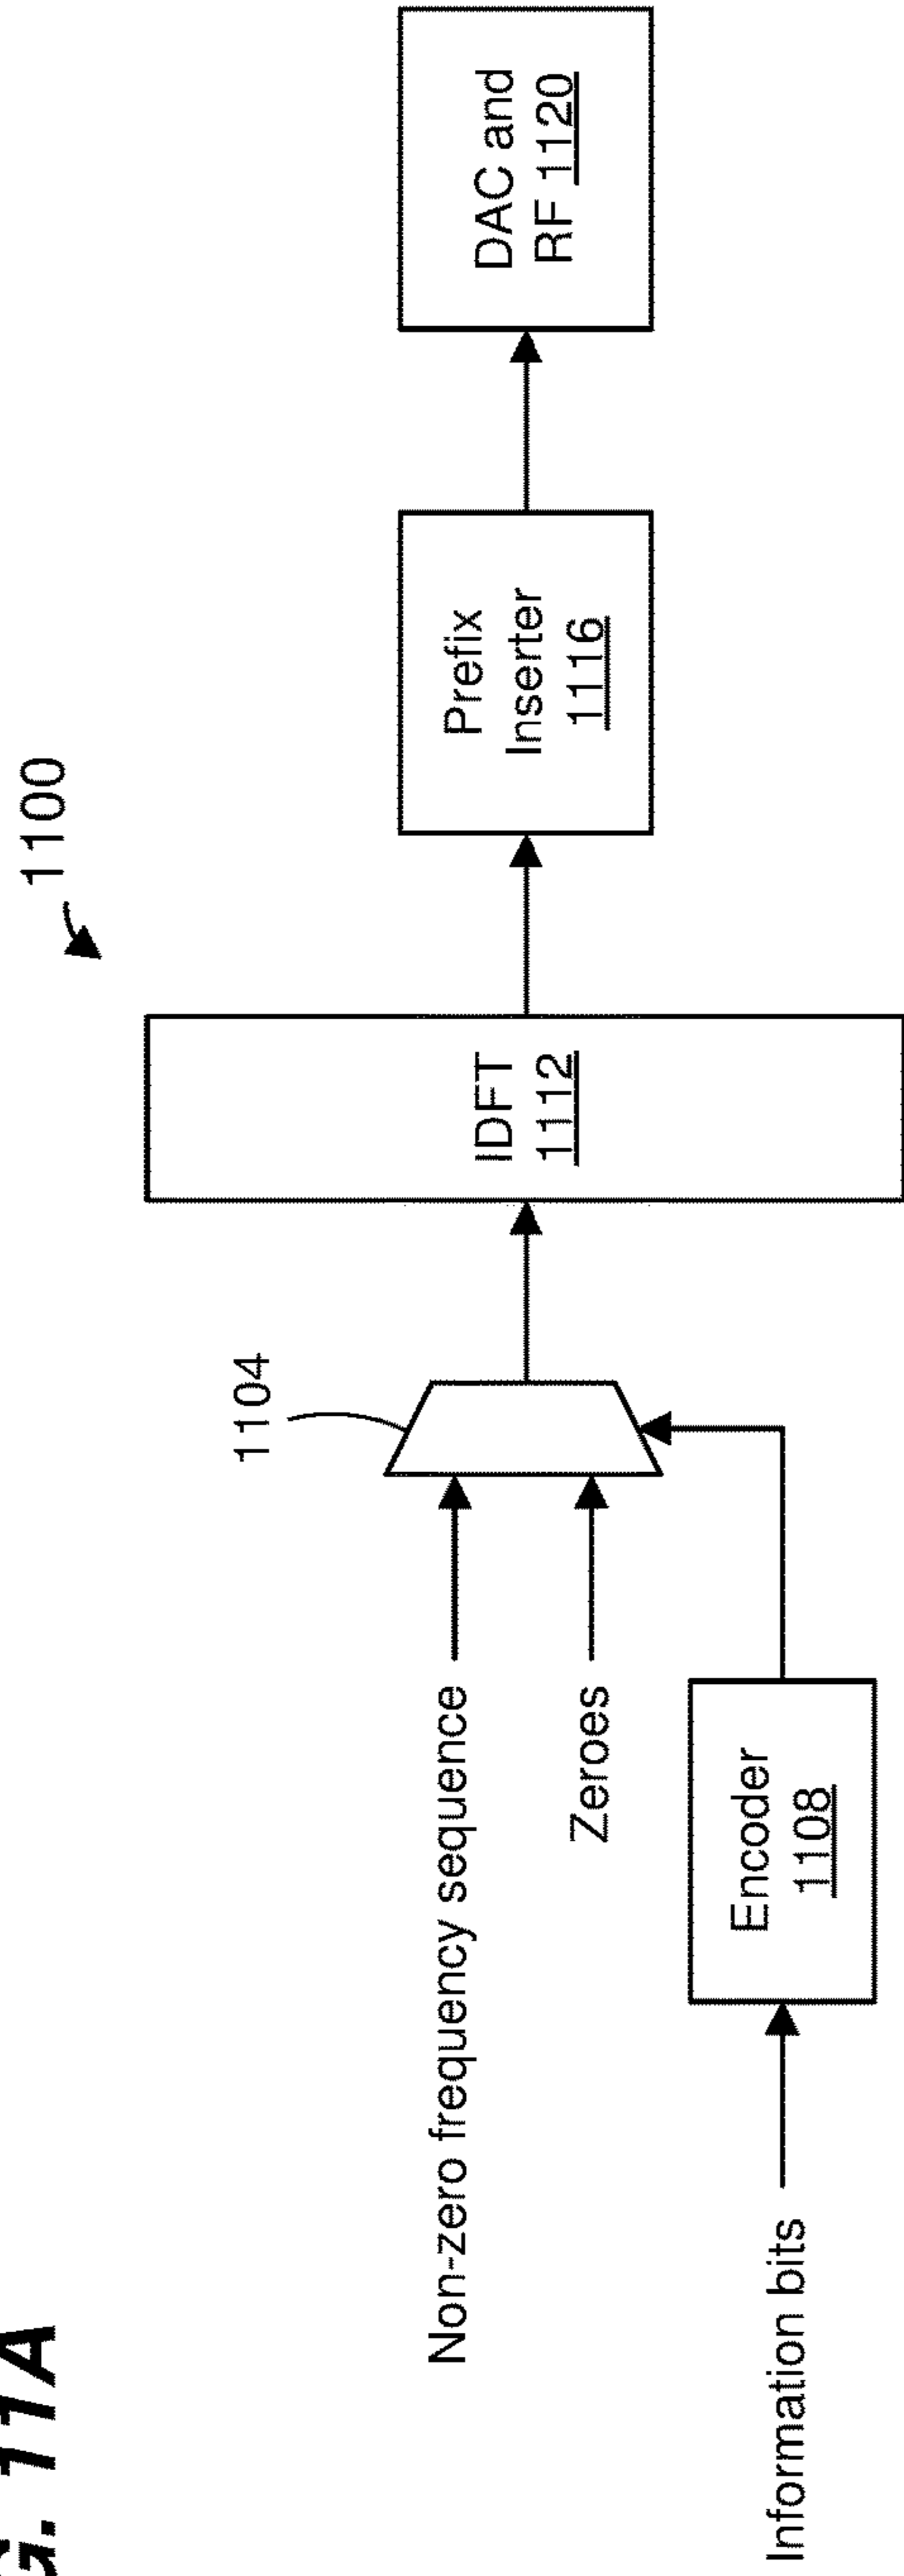 11A
1100
Non-zero frequency sequence
Zeroes
1104
Information bits
Encoder
1108
IDFT
1112
Prefix
Inserter
1116
DAC and
RF 1120